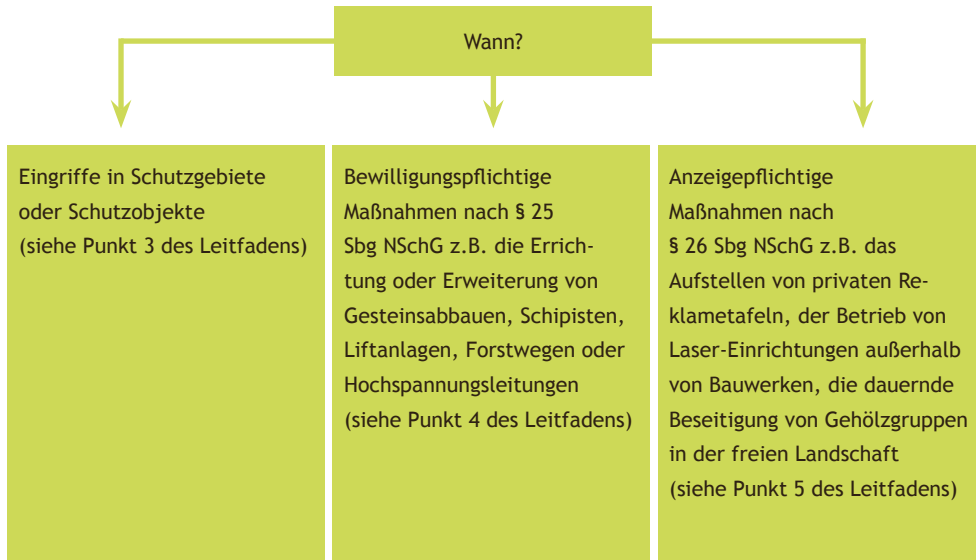 Wann?
Eingriffe in Schutzgebiete
oder Schutzobjekte
(siehe Punkt 3 des Leitfadens)
Bewilligungspflichtige
Maßnahmen nach § 25
Sbg NSchG z.B. die Errich-
tung oder Erweiterung von
Gesteinsabbauen, Schipisten,
Liftanlagen, Forstwegen oder
Hochspannungsleitungen
(siehe Punkt 4 des Leitfadens)
Anzeigepflichtige
Maßnahmen nach
§ 26 Sbg NSchG z.B. das
Aufstellen von privaten Re-
klametafeln, der Betrieb von
Laser-Einrichtungen außerhalb
von Bauwerken, die dauernde
Beseitigung von Gehölzgruppen
in der freien Landschaft
(siehe Punkt 5 des Leitfadens)